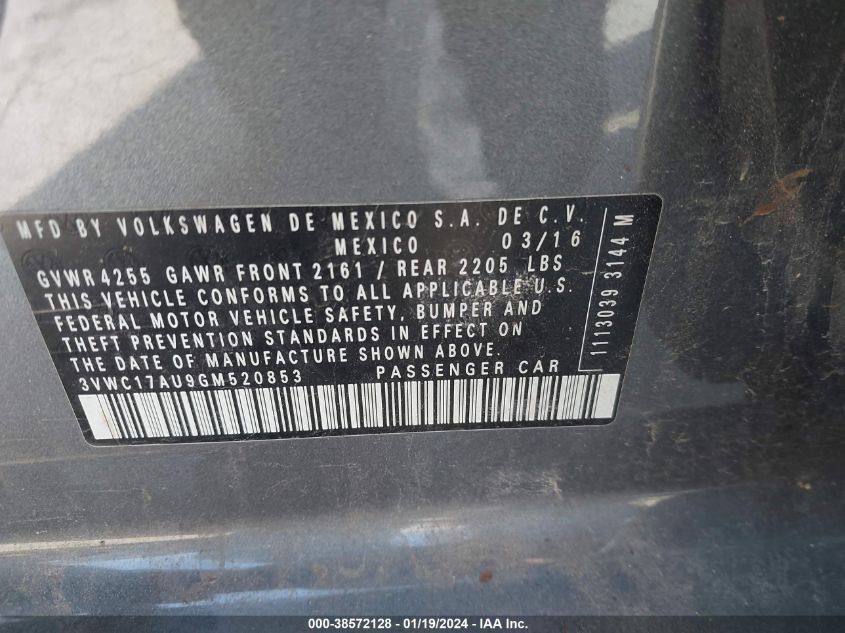 MFD BY VOLKSWAGEN DE MEXICO S.A. DE C.V.
MEXICO 03/16
GVWR 4255 GAWR FRONT 2161 / REAR 2205 LBS
THIS VEHICLE CONFORMS TO ALL APPLICABLE U.S.
FEDERAL MOTOR VEHICLE SAFETY, BUMPER AND
THEFT PREVENTION STANDARDS IN EFFECT ON
THE DATE OF MANUFACTURE SHOWN ABOVE.
3VWC17AU9GM520853 PASSENGER CAR
1113039 3144 M
000-38572128 - 01/19/2024 - IAA Inc.